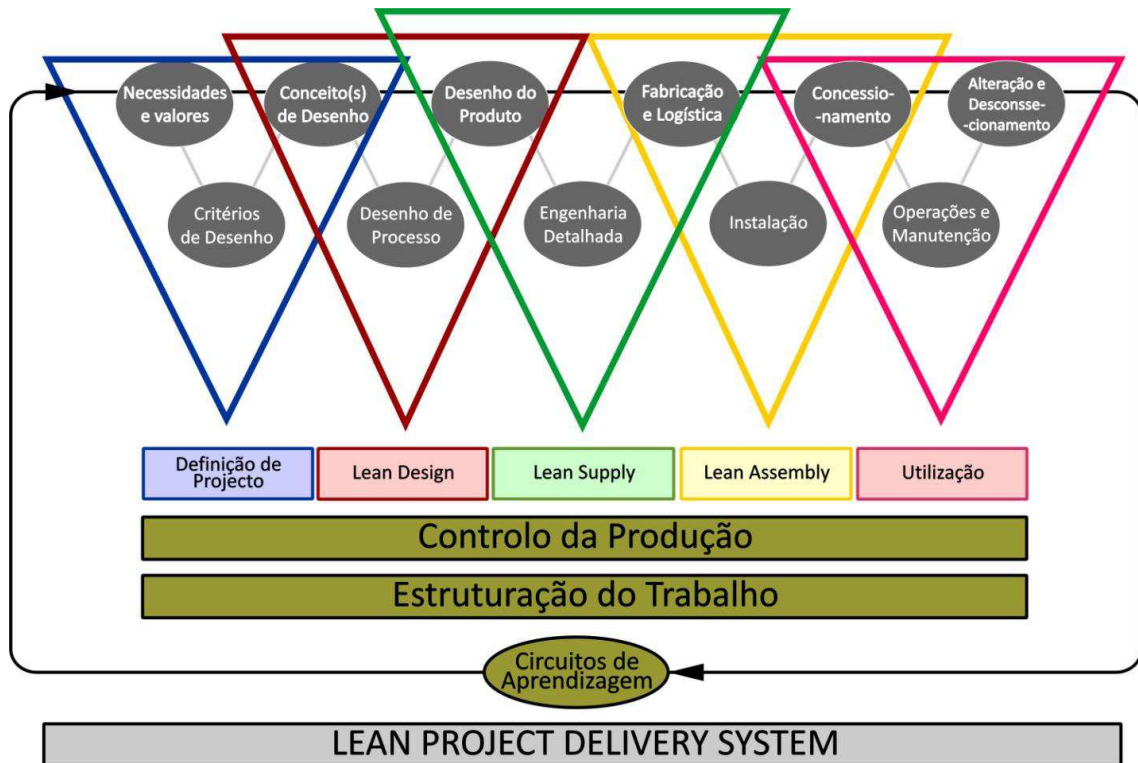 Necessidades
e valores
Conceito(s)
de Desenho
Desenho do
Produto
Fabricação
e Logística
Concessio-
-namento
Alteração e
Desconsse-
-cionamento
Critérios
de Desenho
Desenho de
Processo
Engenharia
Detalhada
Instalação
Operações e
Manutenção
Definição de
Projecto
Lean Design
Lean Supply
Lean Assembly
Utilização
Controlo da Produção
Estruturação do Trabalho
Circuitos de
Aprendizagem
LEAN PROJECT DELIVERY SYSTEM